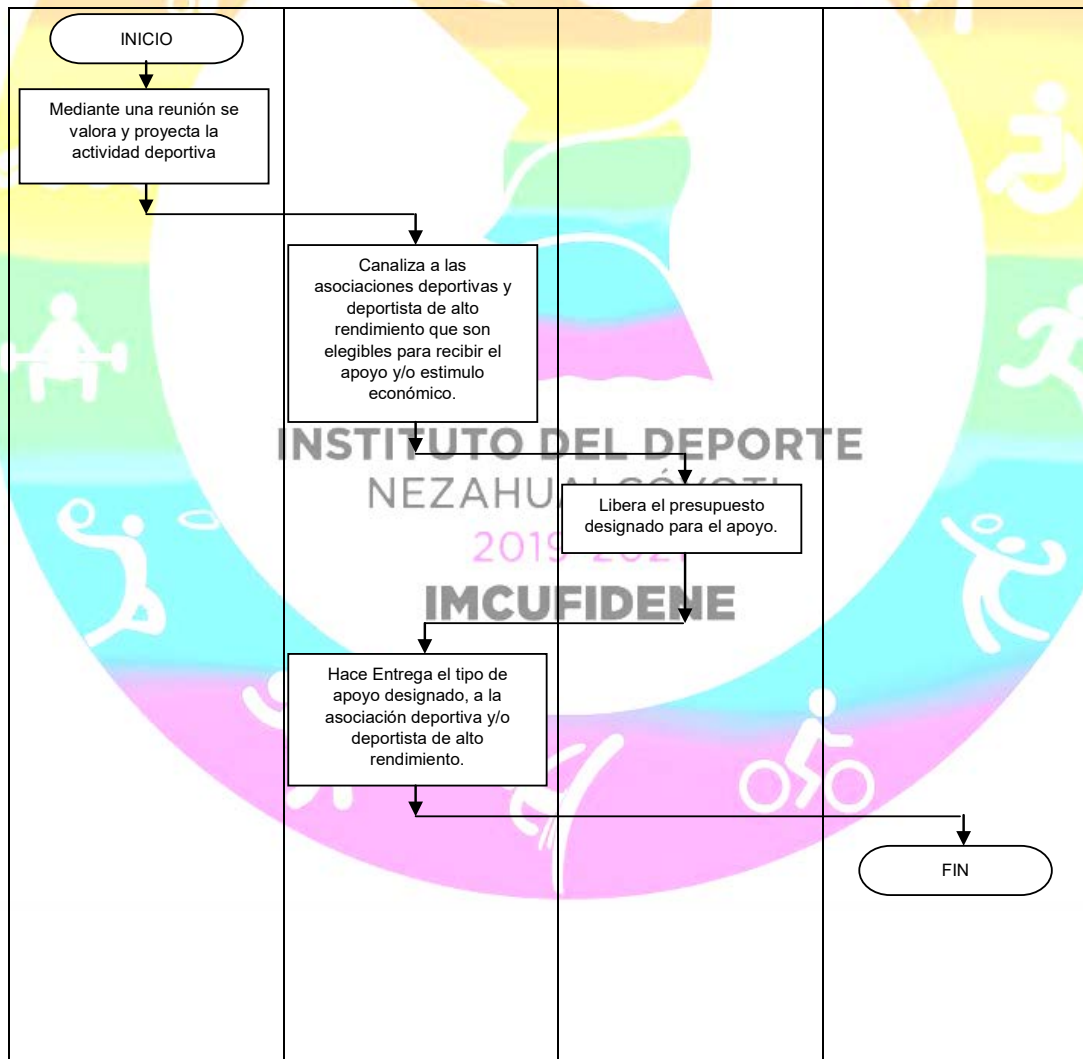 INICIO
Mediante una reunión se
valora y proyecta la
actividad deportiva
Canaliza a las
asociaciones deportivas y
deportista de alto
rendimiento que son
elegibles para recibir el
apoyo y/o estimulo
económico.
INSTITUTO DEL DEPORTE
Libera el presupuesto
designado para el apoyo.
IMCUFIDENE
Hace Entrega el tipo de
apoyo designado, a la
asociación deportiva y/o
deportista de alto
rendimiento.
FIN